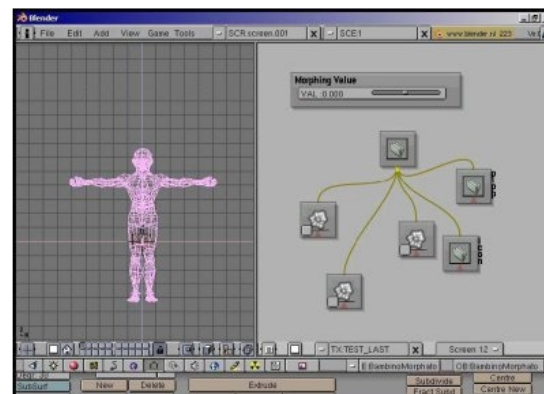 Blender
File Edit Add View Game Tools
SCR:screen.001 X
SCE:1 X
www.blender.nl 223
Morphing Value
VAL 0.000
TX:TEST_LAST X
Screen 12
E:BambinoMorphato
OB:BambinoMorphato
SubSurf
New
Delete
Extrude
Subdivide
Fract Subd
Centre
Centre New